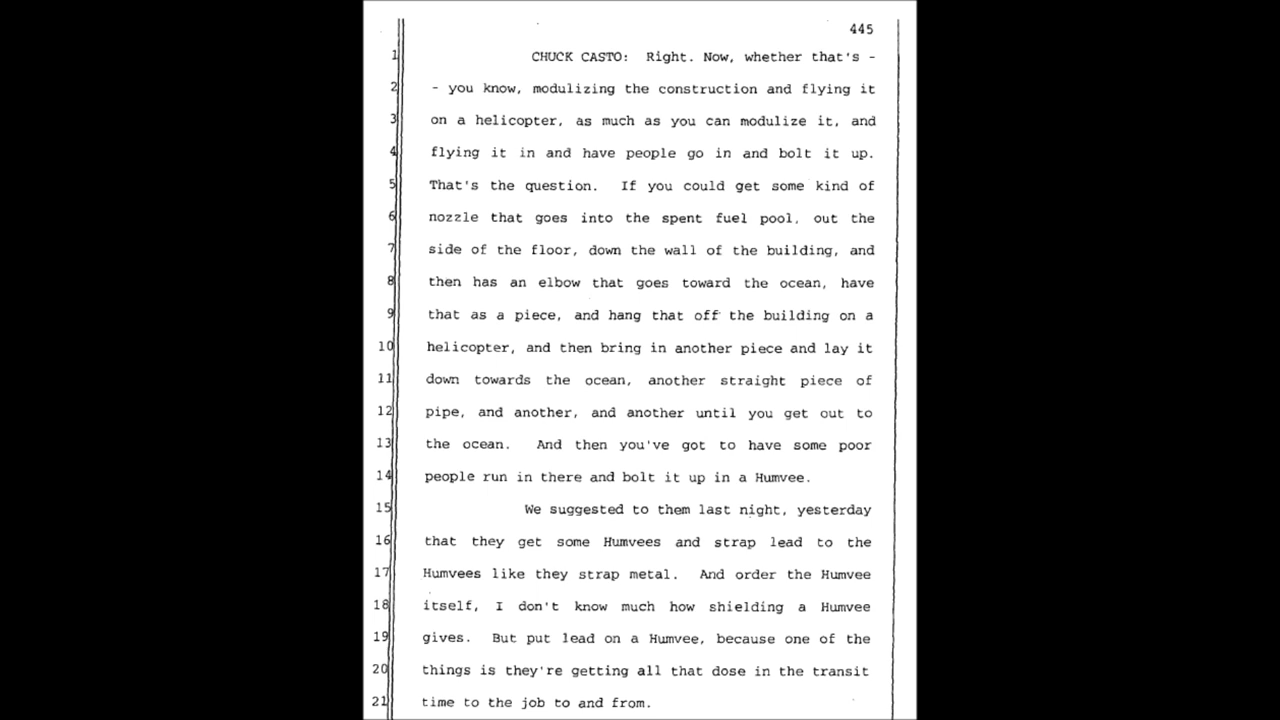 445
1 CHUCK CASTO: Right. Now, whether that's -
2 - you know, modulizing the construction and flying it
3 on a helicopter, as much as you can modulize it, and
4 flying it in and have people go in and bolt it up.
5 That's the question. If you could get some kind of
6 nozzle that goes into the spent fuel pool, out the
7 side of the floor, down the wall of the building, and
8 then has an elbow that goes toward the ocean, have
9 that as a piece, and hang that off the building on a
10 helicopter, and then bring in another piece and lay it
11 down towards the ocean, another straight piece of
12 pipe, and another, and another until you get out to
13 the ocean. And then you've got to have some poor
14 people run in there and bolt it up in a Humvee.
15 We suggested to them last night, yesterday
16 that they get some Humvees and strap lead to the
17 Humvees like they strap metal. And order the Humvee
18 itself, I don't know much how shielding a Humvee
19 gives. But put lead on a Humvee, because one of the
20 things is they're getting all that dose in the transit
21 time to the job to and from.